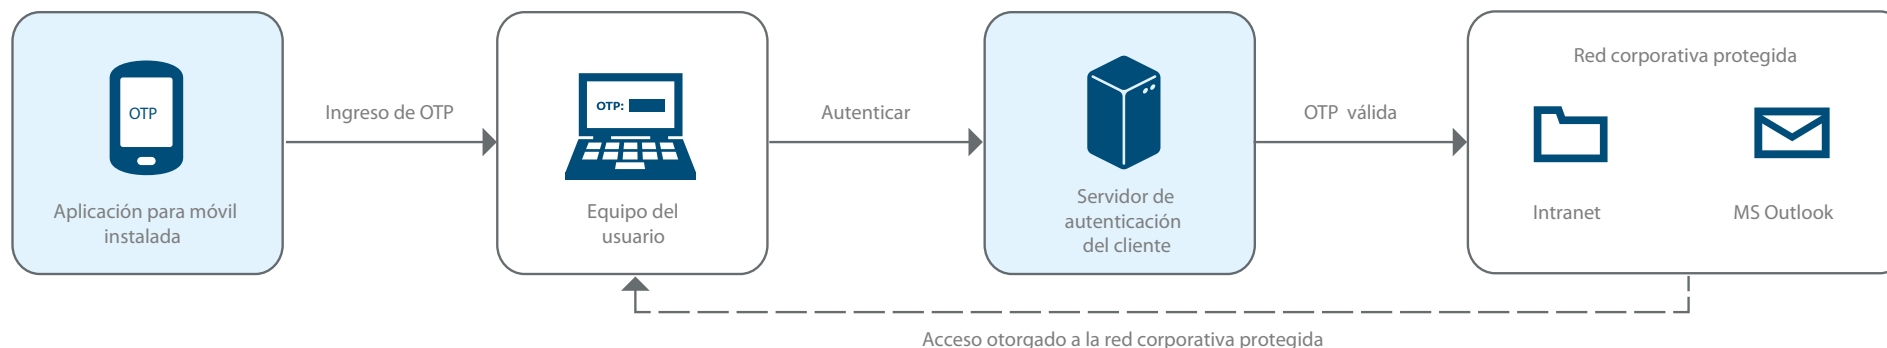 OTP
Aplicación para móvil
instalada
Ingreso de OTP
OTP:
Equipo del
usuario
Autenticar
Servidor de
autenticación
del cliente
OTP válida
Red corporativa protegida
Intranet
MS Outlook
Acceso otorgado a la red corporativa protegida